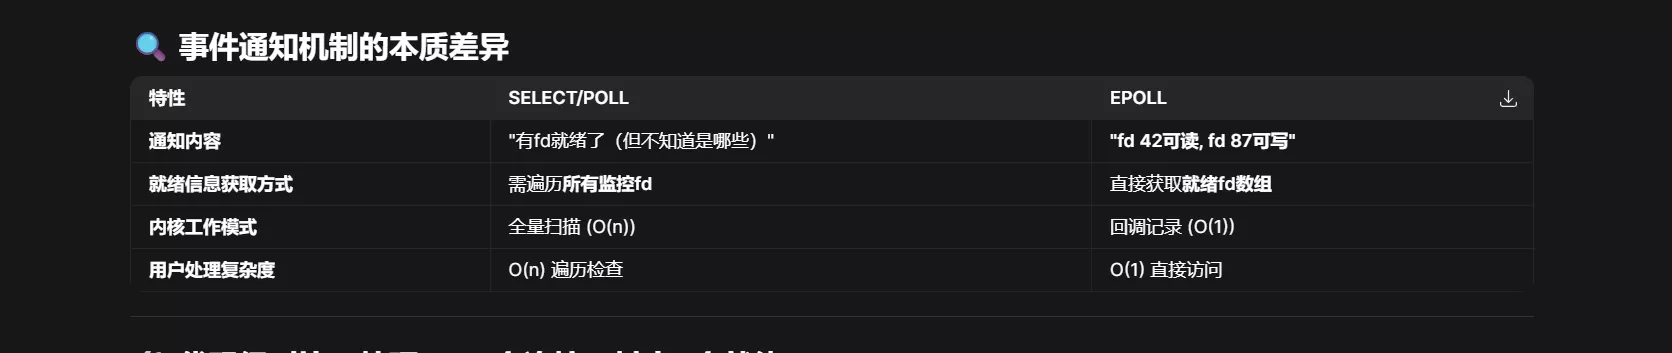 🔍 事件通知机制的本质差异
特性 SELECT/POLL EPOLL
通知内容 "有fd就绪了（但不知道是哪些）" "fd 42可读, fd 87可写"
就绪信息获取方式 需遍历所有监控fd 直接获取就绪fd数组
内核工作模式 全量扫描 (O(n)) 回调记录 (O(1))
用户处理复杂度 O(n) 遍历检查 O(1) 直接访问